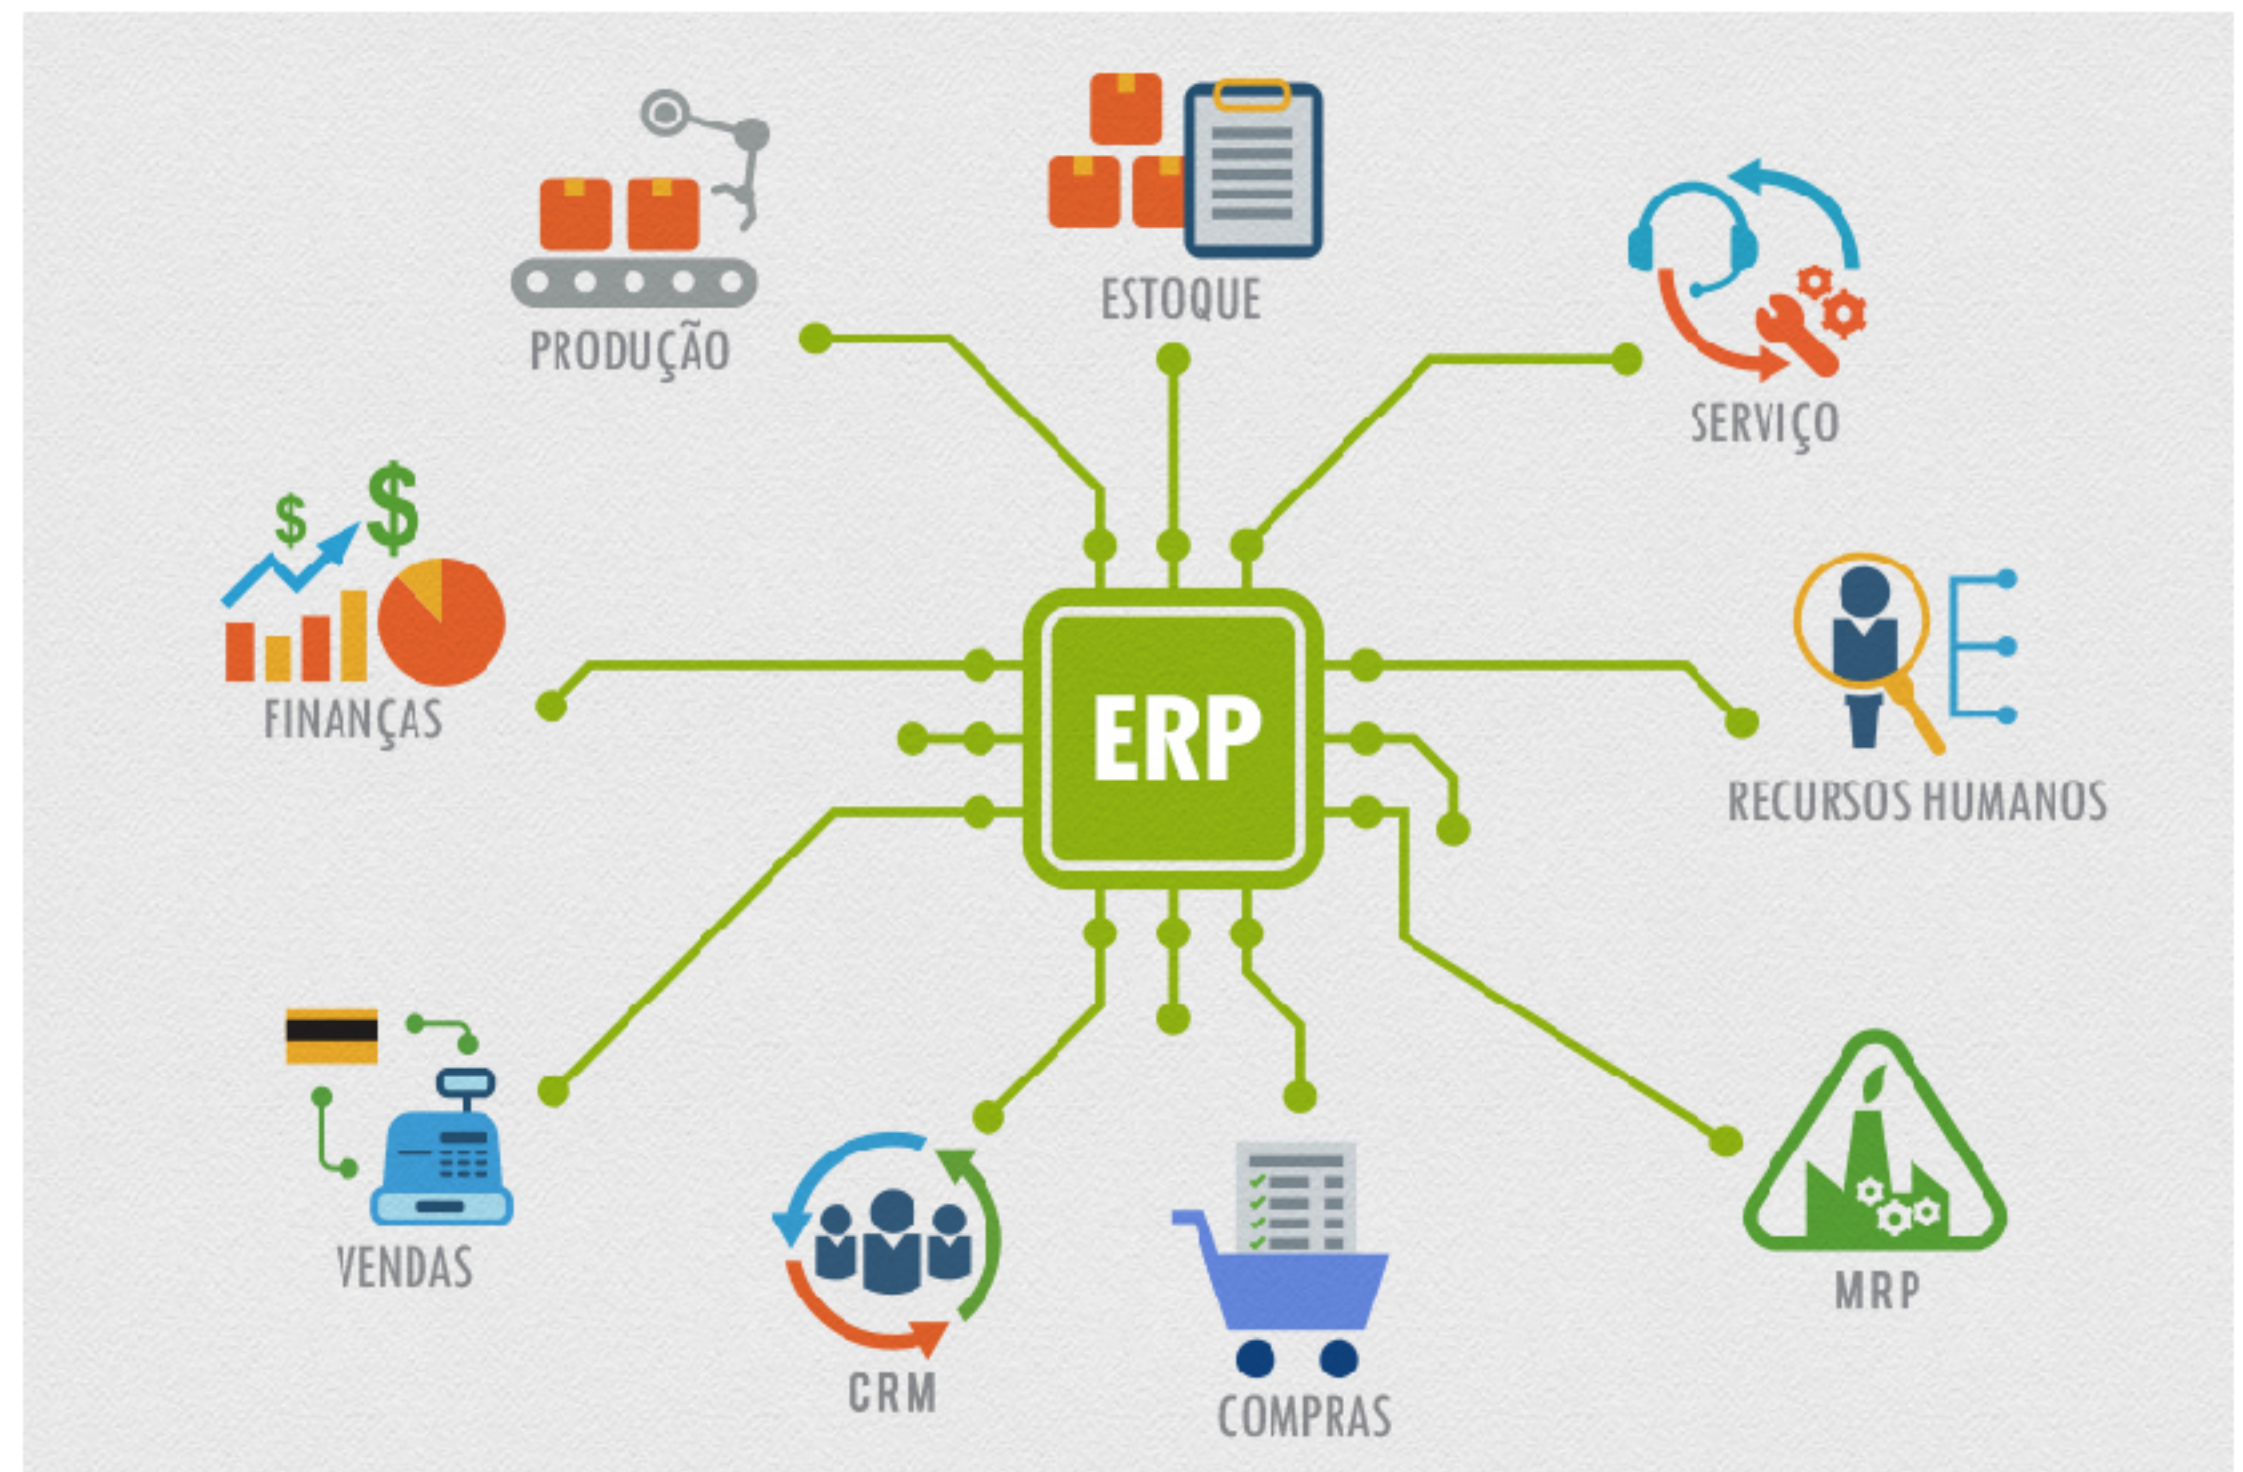 ESTOQUE
PRODUÇÃO
SERVIÇO
FINANÇAS
ERP
RECURSOS HUMANOS
VENDAS
MRP
CRM
COMPRAS
$
$